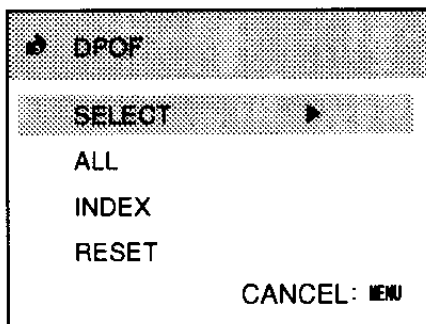 DPOF
SELECT
ALL
INDEX
RESET
CANCEL: MENU